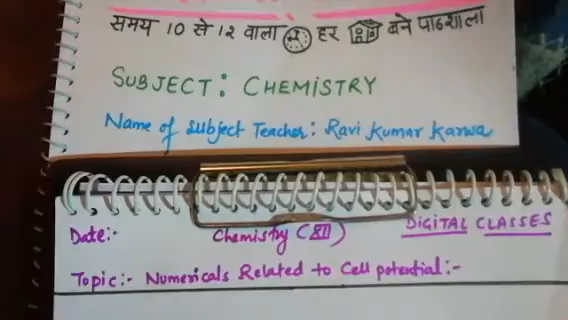 समय 10 से 12 वाला हर बने पाठशाला
SUBJECT: CHEMISTRY
Name of subject Teacher: Ravi Kumar Karwa
Date:- Chemistry (XII) DIGITAL CLASSES
Topic:- Numericals Related to Cell potential:-